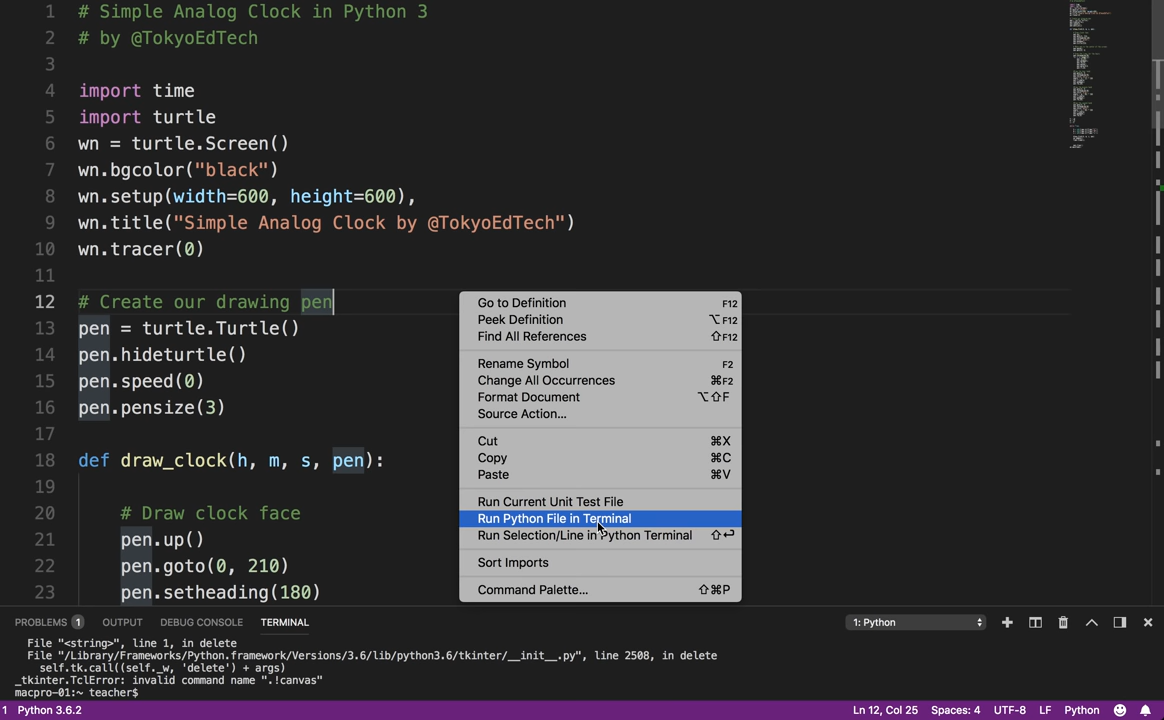 1 # Simple Analog Clock in Python 3
2 # by @TokyoEdTech
3
4 import time
5 import turtle
6 wn = turtle.Screen()
7 wn.bgcolor("black")
8 wn.setup(width=600, height=600),
9 wn.title("Simple Analog Clock by @TokyoEdTech")
10 wn.tracer(0)
11
12 # Create our drawing pen
13 pen = turtle.Turtle()
14 pen.hideturtle()
15 pen.speed(0)
16 pen.pensize(3)
17
18 def draw_clock(h, m, s, pen):
19
20 # Draw clock face
21 pen.up()
22 pen.goto(0, 210)
23 pen.setheading(180)
Go to Definition F12
Peek Definition ⌥F12
Find All References ⇧F12
Rename Symbol F2
Change All Occurrences ⌘F2
Format Document ⌥⇧F
Source Action...
Cut ⌘X
Copy ⌘C
Paste ⌘V
Run Current Unit Test File
Run Python File in Terminal
Run Selection/Line in Python Terminal ⇧↩
Sort Imports
Command Palette... ⇧⌘P
PROBLEMS 1 OUTPUT DEBUG CONSOLE TERMINAL 1: Python
File "<string>", line 1, in delete
File "/Library/Frameworks/Python.framework/Versions/3.6/lib/python3.6/tkinter/__init__.py", line 2508, in delete
self.tk.call((self._w, 'delete') + args)
_tkinter.TclError: invalid command name ".!canvas"
macpro-01:~ teacher$
1 Python 3.6.2 Ln 12, Col 25 Spaces: 4 UTF-8 LF Python